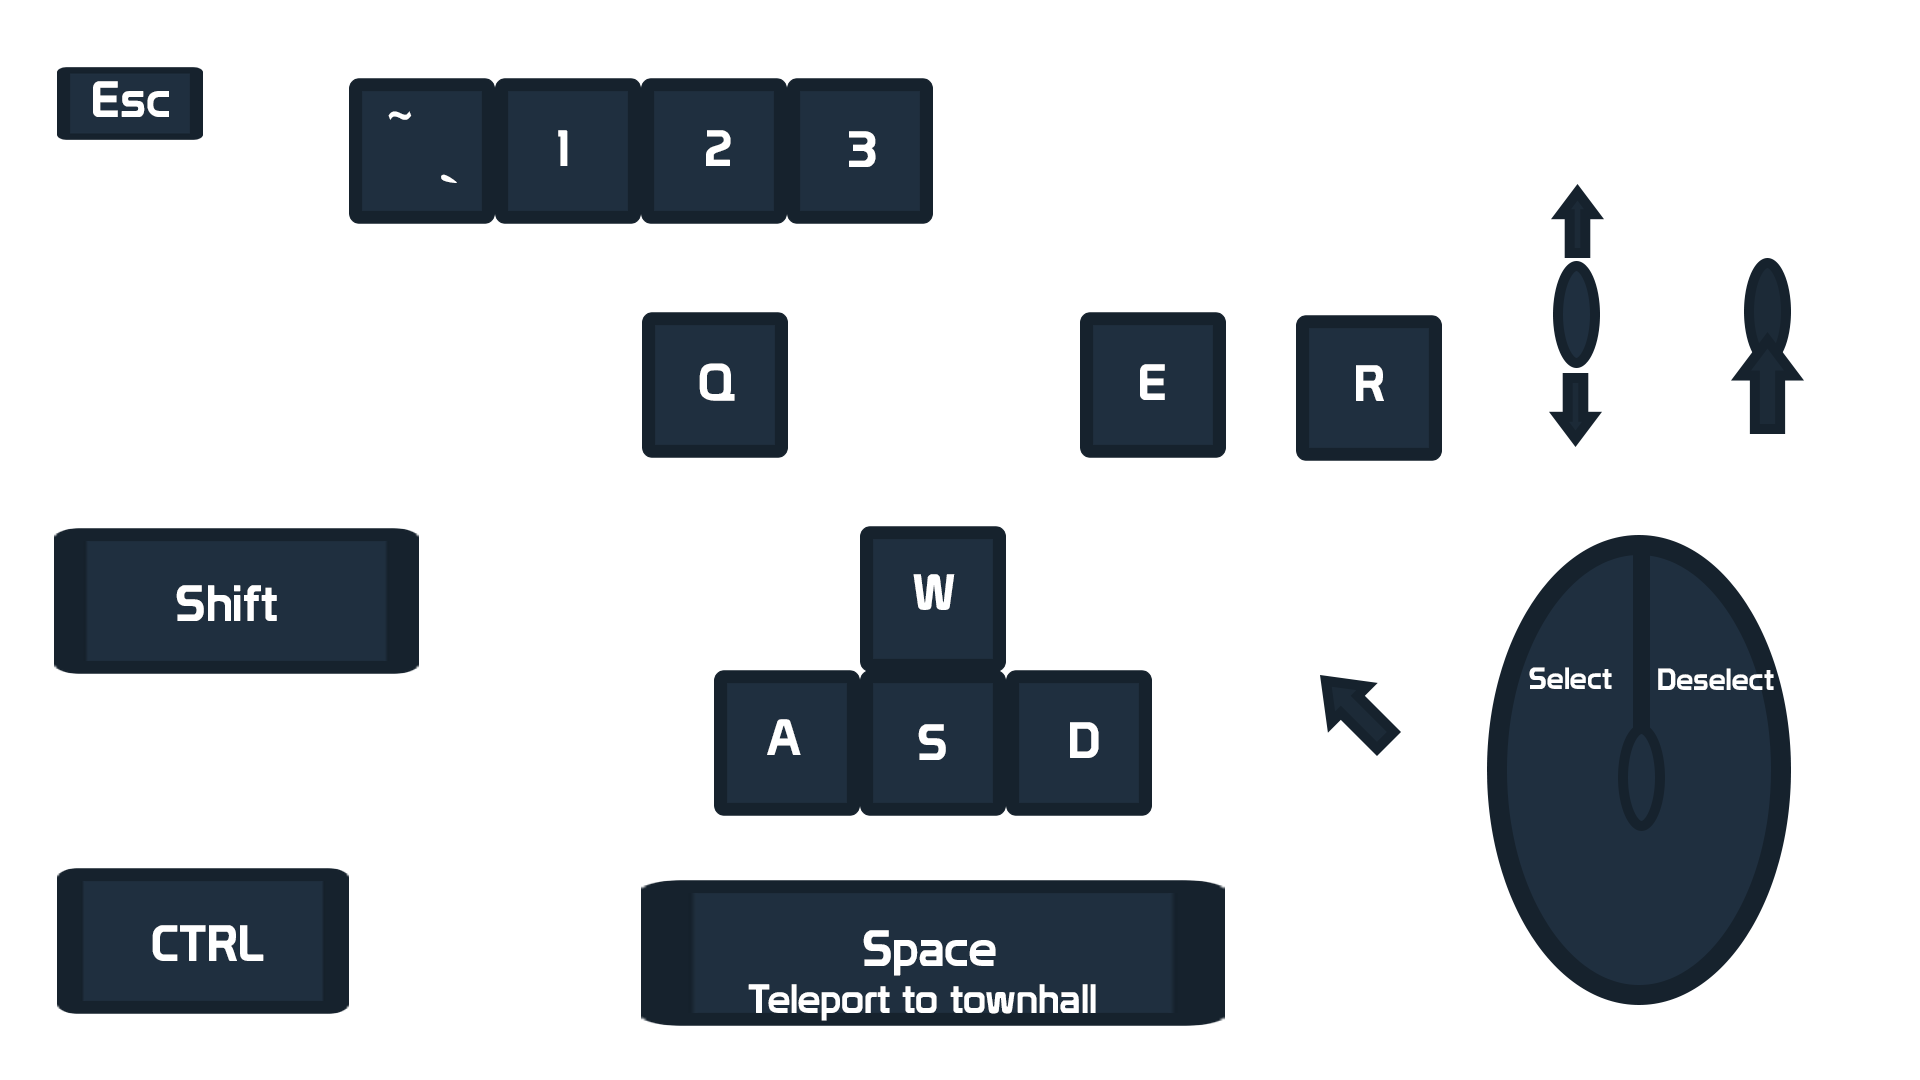 Esc
~
`
1
2
3
Q
E
R
Shift
W
Select
Deselect
A
S
D
CTRL
Space
Teleport to townhall